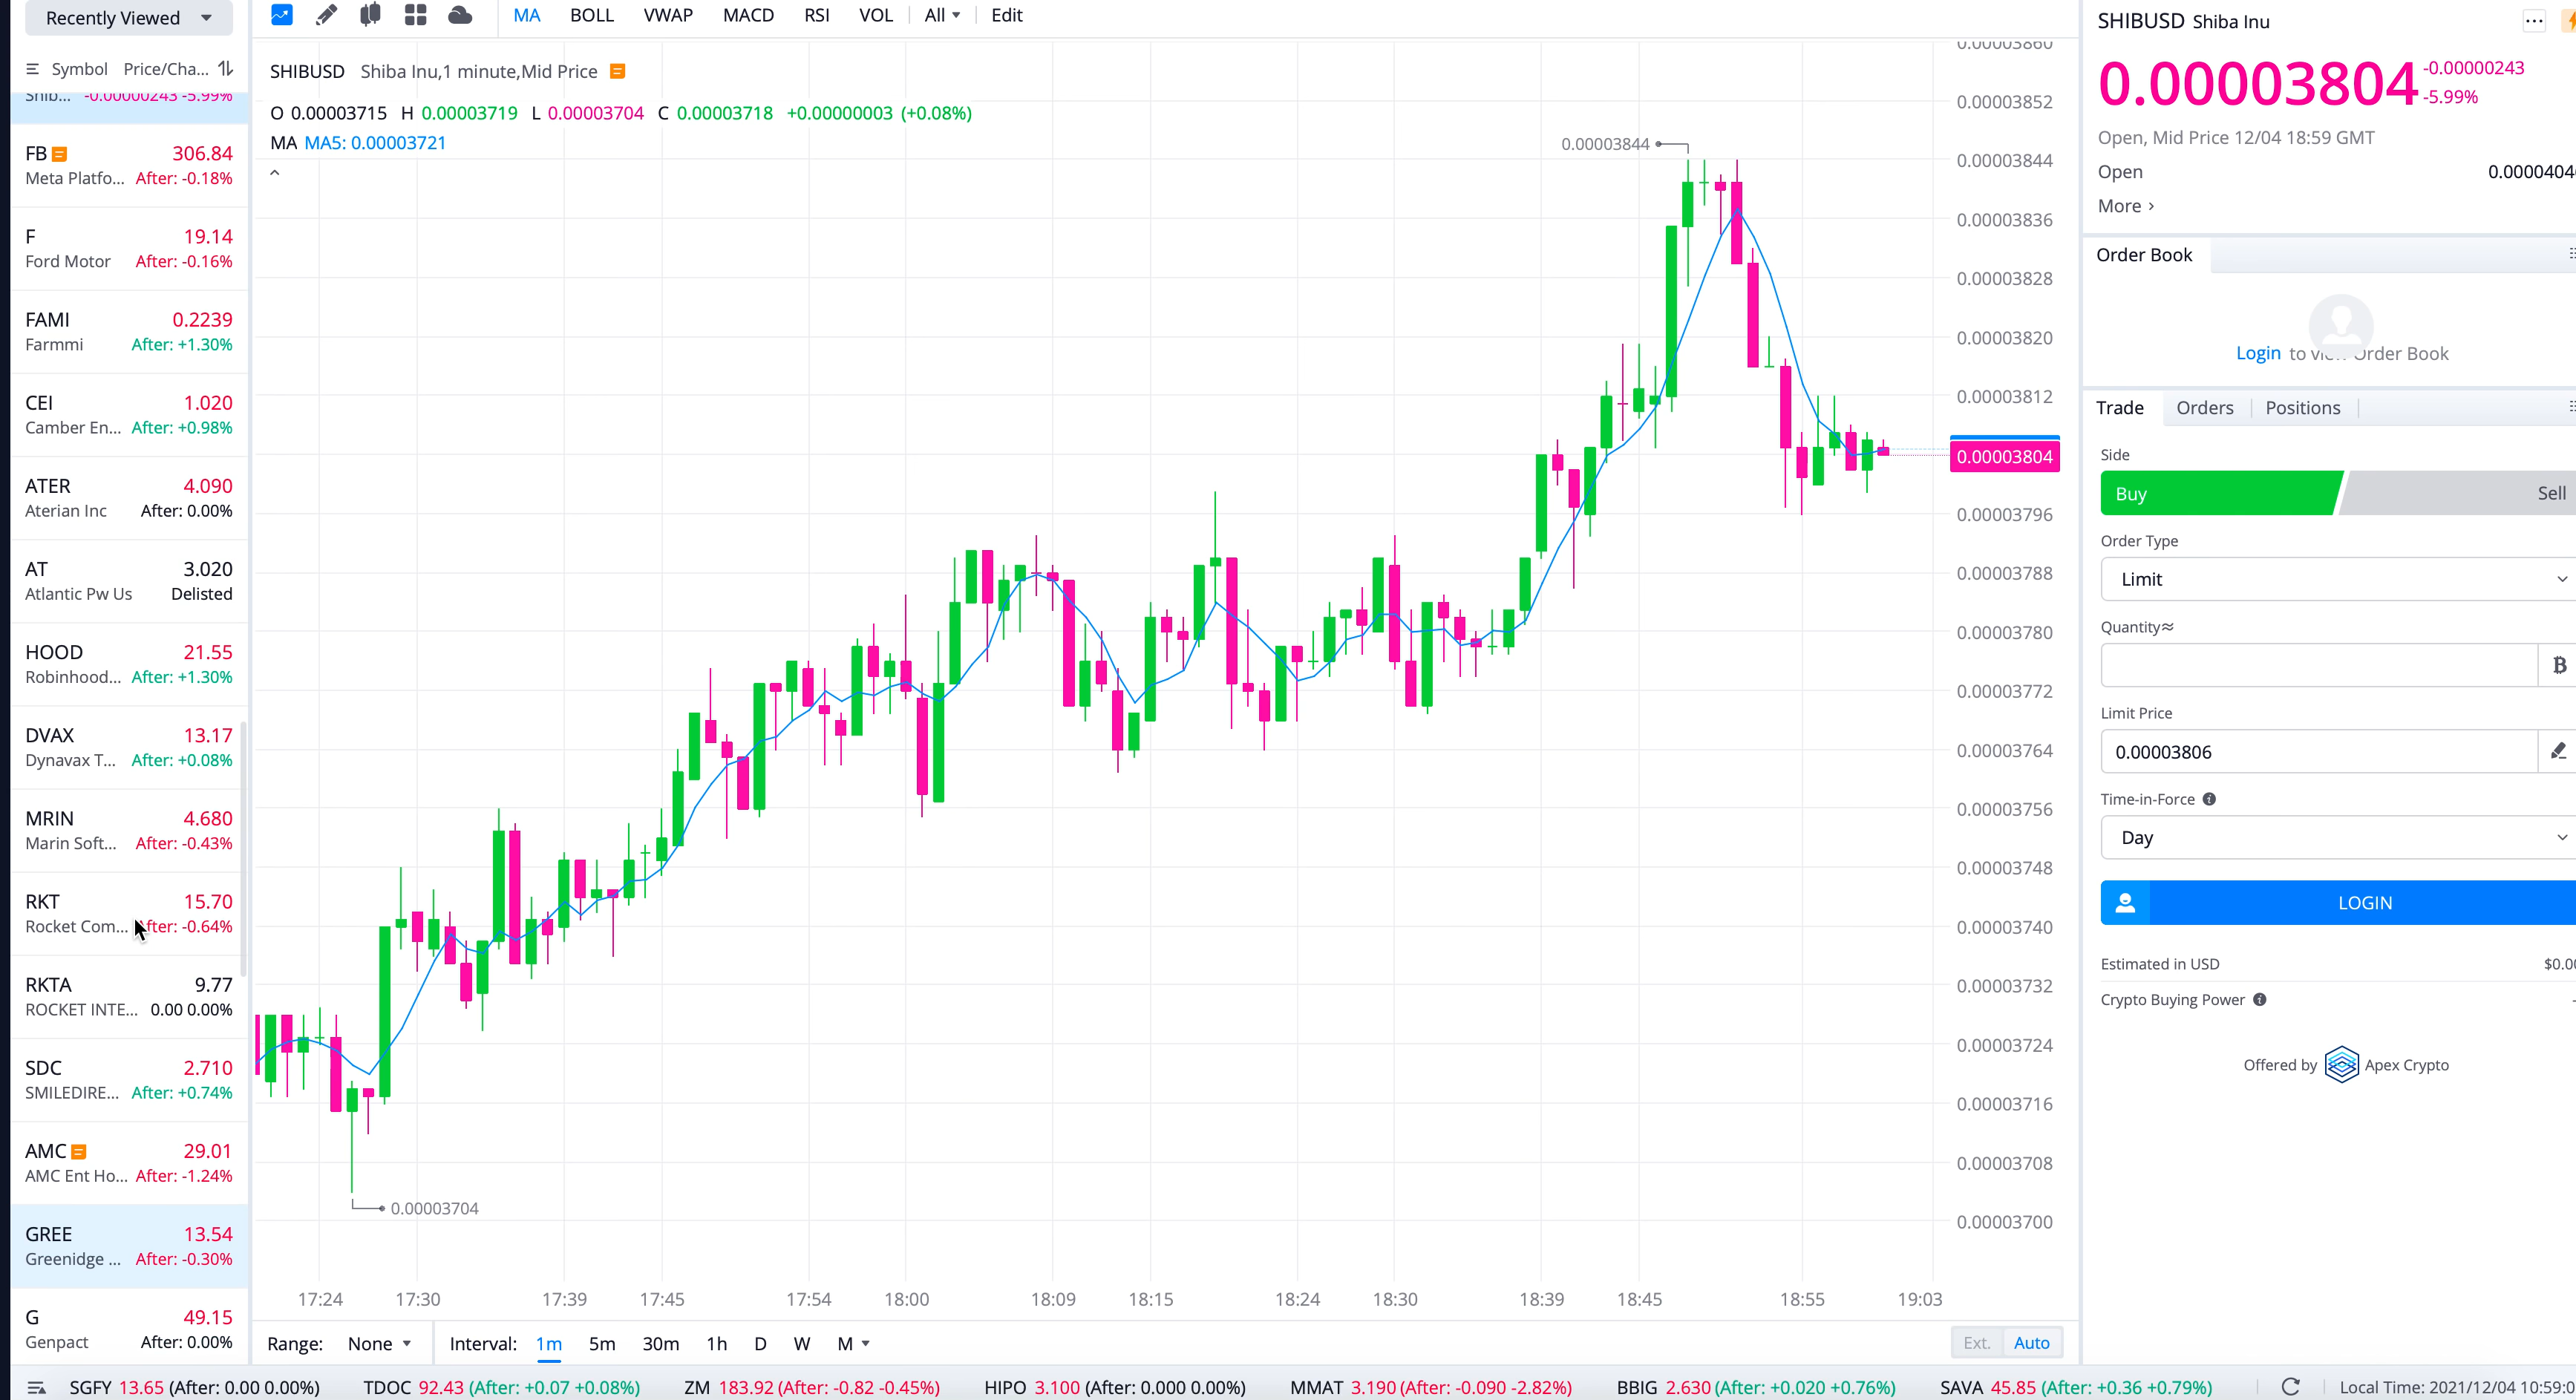 Recently Viewed
Symbol Price/Cha...
Shib... -0.00000243 -5.99%
FB 306.84
Meta Platfo... After: -0.18%
F 19.14
Ford Motor After: -0.16%
FAMI 0.2239
Farmmi After: +1.30%
CEI 1.020
Camber En... After: +0.98%
ATER 4.090
Aterian Inc After: 0.00%
AT 3.020
Atlantic Pw Us Delisted
HOOD 21.55
Robinhood... After: +1.30%
DVAX 13.17
Dynavax T... After: +0.08%
MRIN 4.680
Marin Soft... After: -0.43%
RKT 15.70
Rocket Com... After: -0.64%
RKTA 9.77
ROCKET INTE... 0.00 0.00%
SDC 2.710
SMILEDIRE... After: +0.74%
AMC 29.01
AMC Ent Ho... After: -1.24%
GREE 13.54
Greenidge ... After: -0.30%
G 49.15
Genpact After: 0.00%
MA BOLL VWAP MACD RSI VOL All Edit
SHIBUSD Shiba Inu,1 minute,Mid Price
O 0.00003715 H 0.00003719 L 0.00003704 C 0.00003718 +0.00000003 (+0.08%)
MA MA5: 0.00003721
0.00003844
0.00003704
0.00003860
0.00003852
0.00003844
0.00003836
0.00003828
0.00003820
0.00003812
0.00003804
0.00003796
0.00003788
0.00003780
0.00003772
0.00003764
0.00003756
0.00003748
0.00003740
0.00003732
0.00003724
0.00003716
0.00003708
0.00003700
17:24 17:30 17:39 17:45 17:54 18:00 18:09 18:15 18:24 18:30 18:39 18:45 18:55 19:03
Range: None Interval: 1m 5m 30m 1h D W M Ext. Auto
SHIBUSD Shiba Inu
0.00003804 -0.00000243
-5.99%
Open, Mid Price 12/04 18:59 GMT
Open 0.0000404
More
Order Book
Login to view Order Book
Trade Orders Positions
Side
Buy Sell
Order Type
Limit
Quantity≈
Limit Price
0.00003806
Time-in-Force
Day
LOGIN
Estimated in USD $0.00
Crypto Buying Power
Offered by Apex Crypto
SGFY 13.65 (After: 0.00 0.00%) TDOC 92.43 (After: +0.07 +0.08%) ZM 183.92 (After: -0.82 -0.45%) HIPO 3.100 (After: 0.000 0.00%) MMAT 3.190 (After: -0.090 -2.82%) BBIG 2.630 (After: +0.020 +0.76%) SAVA 45.85 (After: +0.36 +0.79%) Local Time: 2021/12/04 10:59: